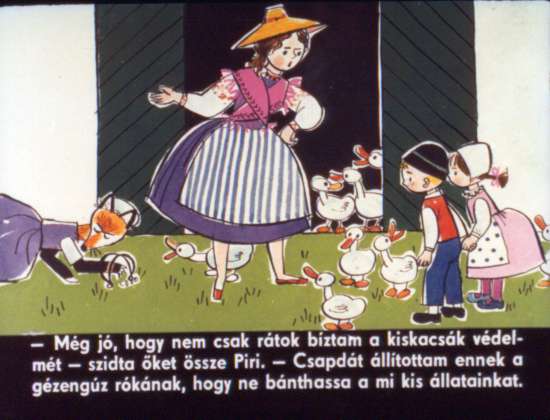 — Még jó, hogy nem csak rátok bíztam a kiskacsák védel-
mét — szidta őket össze Piri. — Csapdát állítottam ennek a
gézengúz rókának, hogy ne bánthassa a mi kis állatainkat.